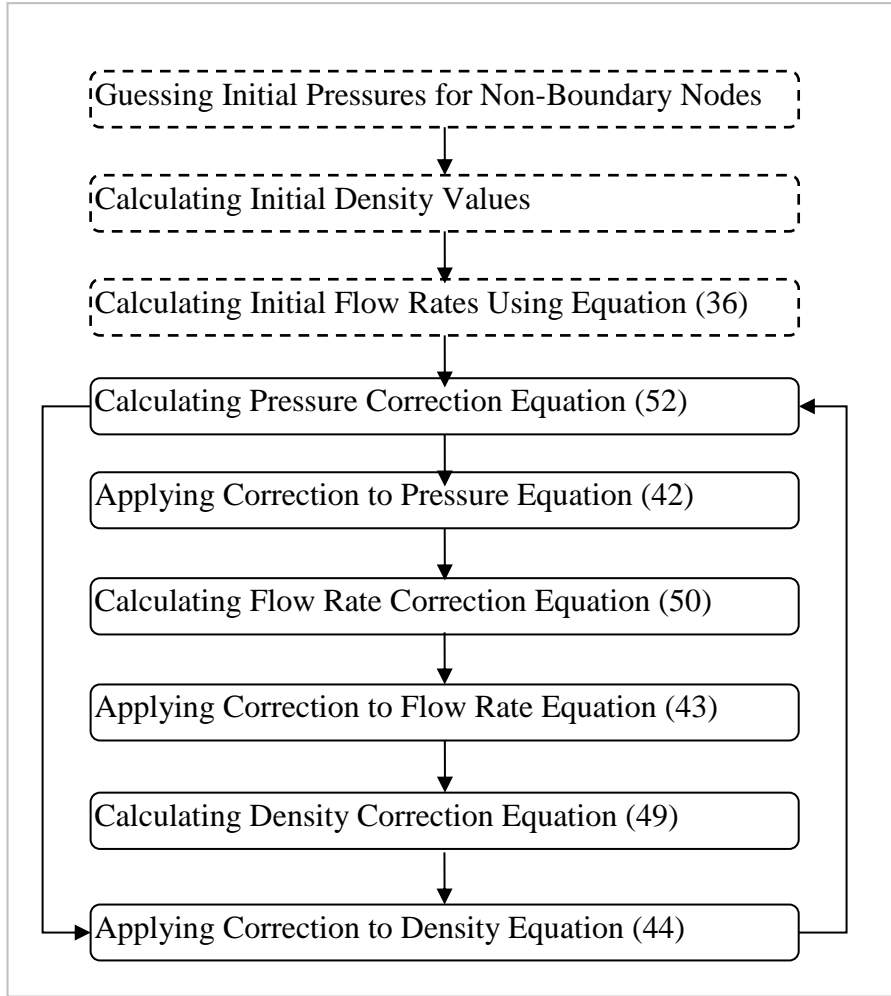 Guessing Initial Pressures for Non-Boundary Nodes
Calculating Initial Density Values
Calculating Initial Flow Rates Using Equation (36)
Calculating Pressure Correction Equation (52)
Applying Correction to Pressure Equation (42)
Calculating Flow Rate Correction Equation (50)
Applying Correction to Flow Rate Equation (43)
Calculating Density Correction Equation (49)
Applying Correction to Density Equation (44)